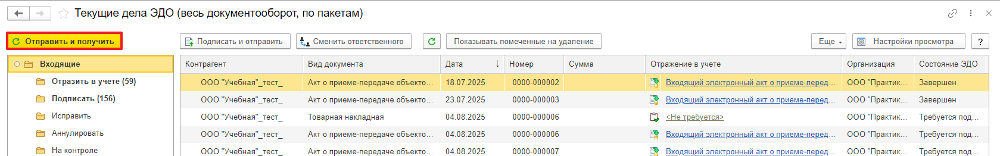 Текущие дела ЭДО (весь документооборот, по пакетам)
Отправить и получить Подписать и отправить Сменить ответственного Показывать помеченные на удаление Еще Настройки просмотра ?
Входящие Контрагент Вид документа Дата ↓ Номер Сумма Отражение в учете Организация Состояние ЭДО
Отразить в учете (59) ООО "Учебная"_тест_ Акт о приеме-передаче объекто... 18.07.2025 0000-000002 Входящий электронный акт о приеме-перед... ООО "Практик... Завершен
Подписать (156) ООО "Учебная"_тест_ Акт о приеме-передаче объекто... 23.07.2025 0000-000003 Входящий электронный акт о приеме-перед... ООО "Практик... Завершен
Исправить ООО "Учебная"_тест_ Товарная накладная 04.08.2025 0000-000006 <Не требуется> ООО "Практик... Требуется под...
Аннулировать ООО "Учебная"_тест_ Акт о приеме-передаче объекто... 04.08.2025 0000-000006 Входящий электронный акт о приеме-перед... ООО "Практик... Требуется под...
На контроле ООО "Учебная"_тест_ Акт о приеме-передаче объекто... 04.08.2025 0000-000007 Входящий электронный акт о приеме-перед... ООО "Практик... Требуется под...